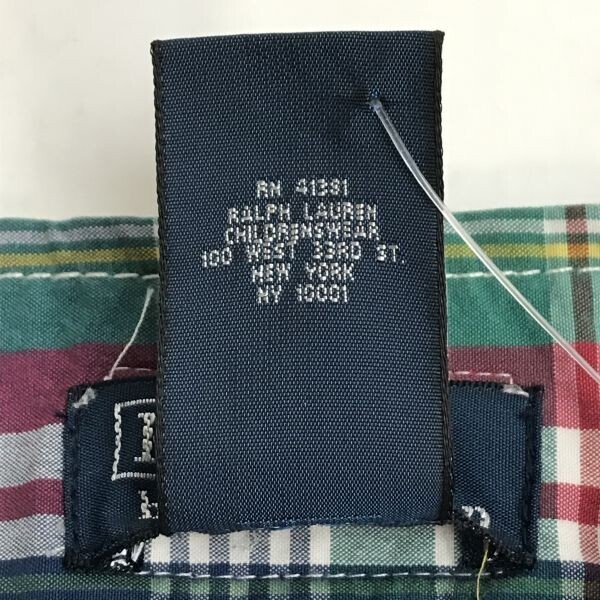 RN 41381
RALPH LAUREN
CHILDRENSWEAR
100 WEST 33RD ST.
NEW YORK
NY 10001